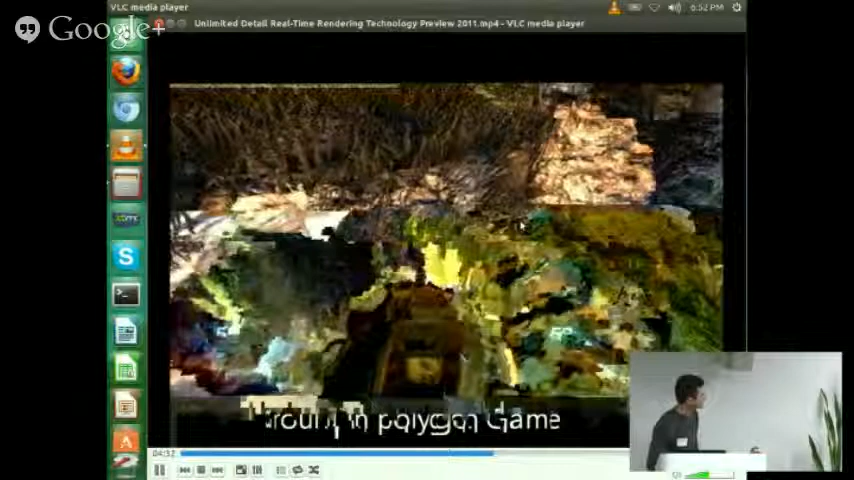 VLC media player
6:52 PM
Google+
Unlimited Detail Real-Time Rendering Technology Preview 2011.mp4 - VLC media player
polygon Game
04:32